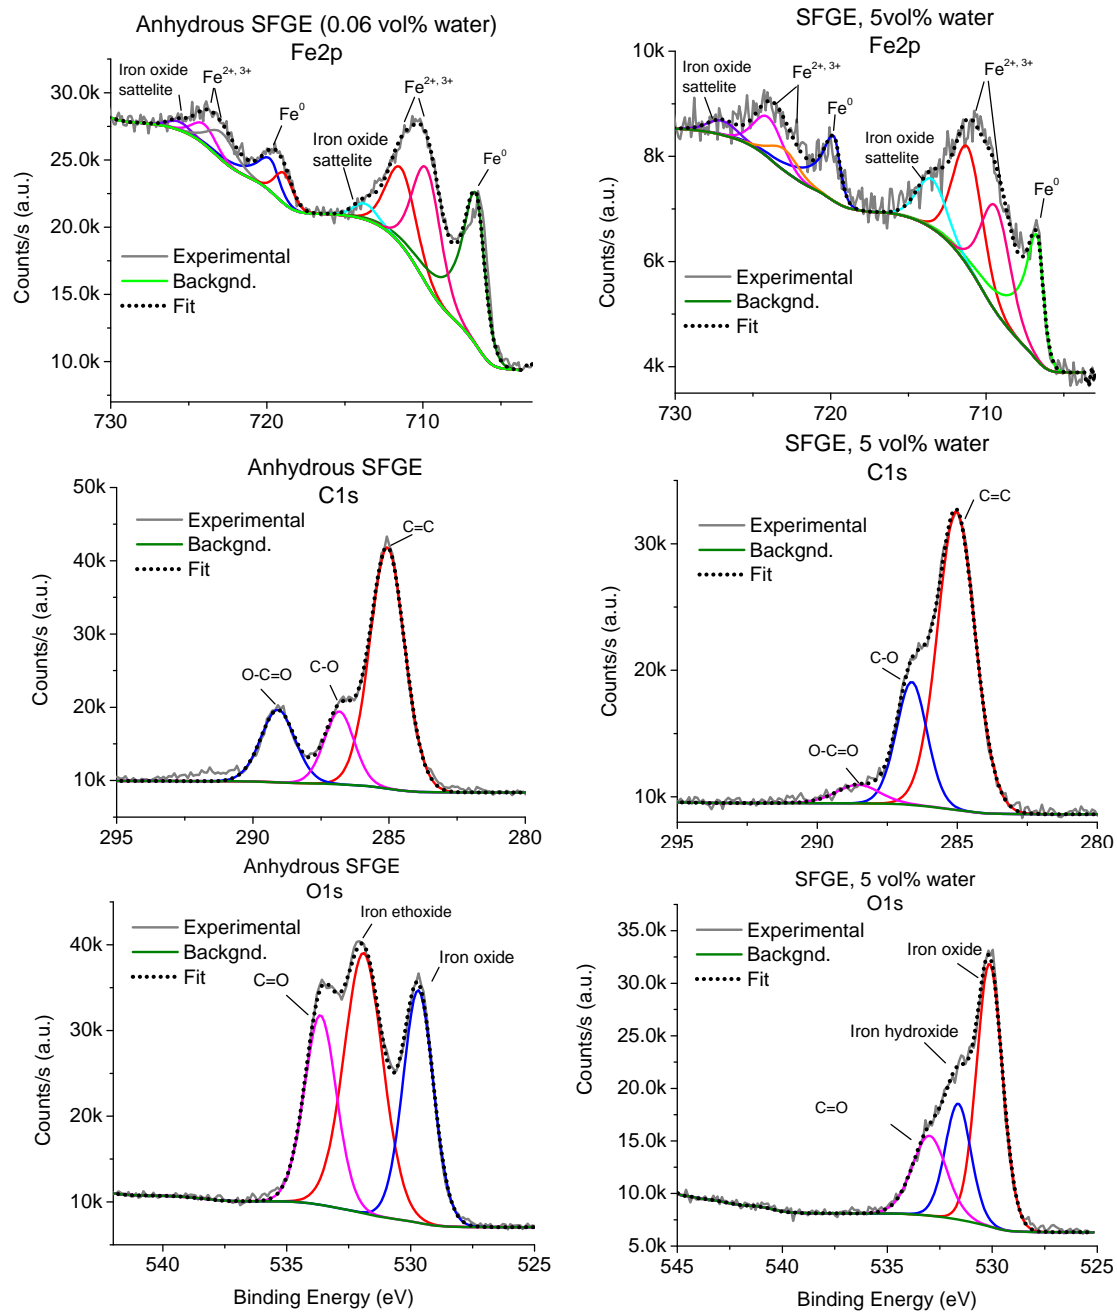 Anhydrous SFGE (0.06 vol% water)
Fe2p
Iron oxide
sattelite
Fe2+, 3+
Fe0
Iron oxide
sattelite
Fe2+, 3+
Fe0
Experimental
Backgnd.
Fit
Counts/s (a.u.)
30.0k
25.0k
20.0k
15.0k
10.0k
730
720
710
SFGE, 5vol% water
Fe2p
Iron oxide
sattelite
Fe2+, 3+
Fe0
Iron oxide
sattelite
Fe2+, 3+
Fe0
Experimental
Backgnd.
Fit
Counts/s (a.u.)
10k
8k
6k
4k
730
720
710
Anhydrous SFGE
C1s
Experimental
Backgnd.
Fit
C=C
C-O
O-C=O
Counts/s (a.u.)
50k
40k
30k
20k
10k
295
290
285
280
SFGE, 5 vol% water
C1s
Experimental
Backgnd.
Fit
C=C
C-O
O-C=O
Counts/s (a.u.)
30k
20k
10k
295
290
285
280
Anhydrous SFGE
O1s
Experimental
Backgnd.
Fit
Iron ethoxide
Iron oxide
C=O
Counts/s (a.u.)
40k
30k
20k
10k
540
535
530
525
Binding Energy (eV)
SFGE, 5 vol% water
O1s
Experimental
Backgnd.
Fit
Iron oxide
Iron hydroxide
C=O
Counts/s (a.u.)
35.0k
30.0k
25.0k
20.0k
15.0k
10.0k
5.0k
545
540
535
530
525
Binding Energy (eV)